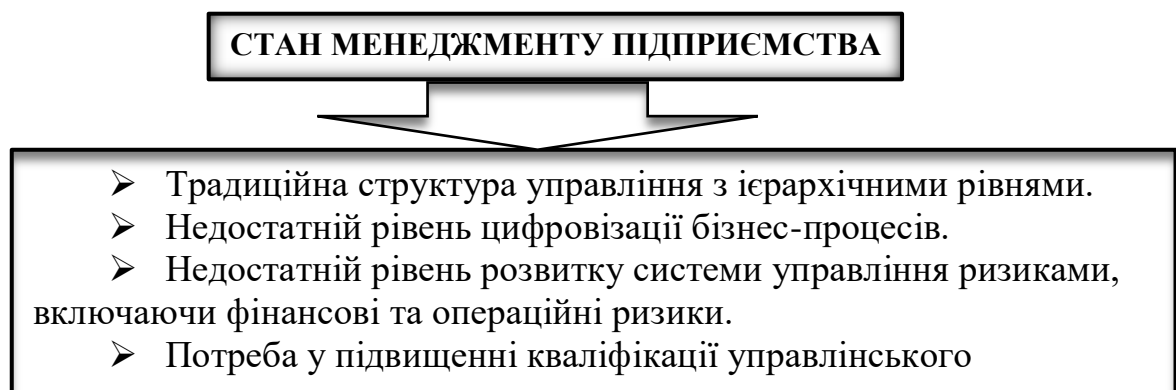 СТАН МЕНЕДЖМЕНТУ ПІДПРИЄМСТВА
➢ Традиційна структура управління з ієрархічними рівнями.
➢ Недостатній рівень цифровізації бізнес-процесів.
➢ Недостатній рівень розвитку системи управління ризиками,
включаючи фінансові та операційні ризики.
➢ Потреба у підвищенні кваліфікації управлінського